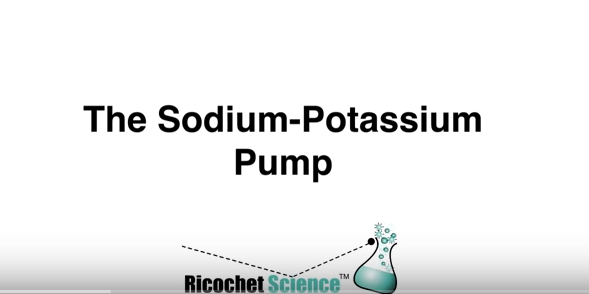 The Sodium-Potassium
Pump
Ricochet Science™